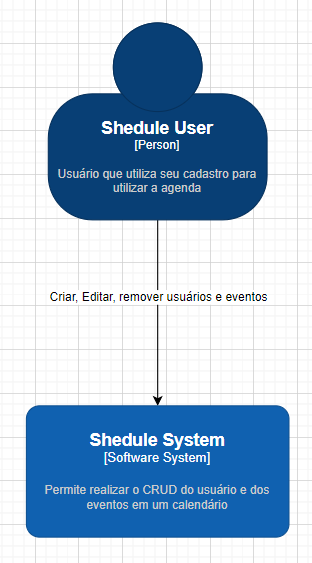 Shedule User
[Person]
Usuário que utiliza seu cadastro para
utilizar a agenda
Criar, Editar, remover usuários e eventos
Shedule System
[Software System]
Permite realizar o CRUD do usuário e dos
eventos em um calendário